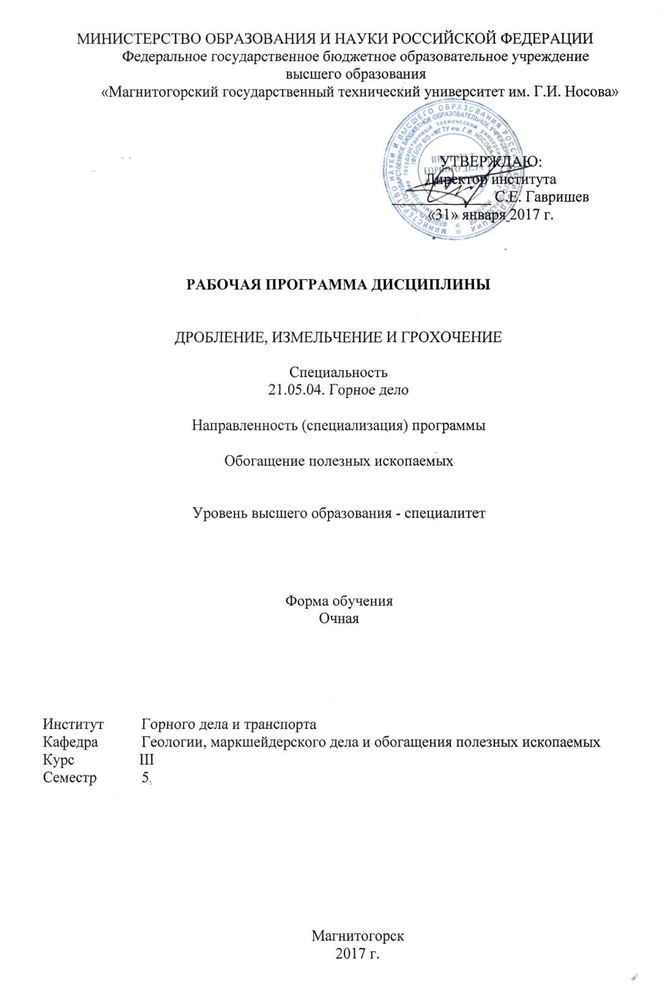 МИНИСТЕРСТВО ОБРАЗОВАНИЯ И НАУКИ РОССИЙСКОЙ ФЕДЕРАЦИИ
Федеральное государственное бюджетное образовательное учреждение
высшего образования
«Магнитогорский государственный технический университет им. Г.И. Носова»
УТВЕРЖДАЮ:
Директор института
С.Е. Гавришев
«31» января 2017 г.
РАБОЧАЯ ПРОГРАММА ДИСЦИПЛИНЫ
ДРОБЛЕНИЕ, ИЗМЕЛЬЧЕНИЕ И ГРОХОЧЕНИЕ
Специальность
21.05.04. Горное дело
Направленность (специализация) программы
Обогащение полезных ископаемых
Уровень высшего образования - специалитет
Форма обучения
Очная
Институт Горного дела и транспорта
Кафедра Геологии, маркшейдерского дела и обогащения полезных ископаемых
Курс III
Семестр 5
Магнитогорск
2017 г.